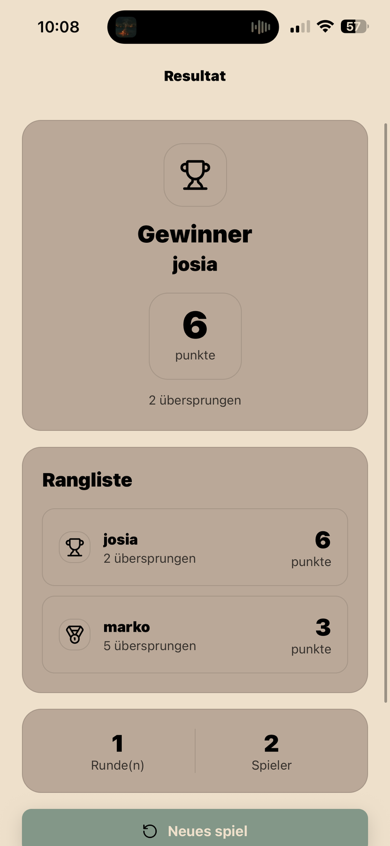 10:08
57
Resultat
Gewinner
josia
6
punkte
2 übersprungen
Rangliste
josia
2 übersprungen
6
punkte
marko
5 übersprungen
3
punkte
1
Runde(n)
2
Spieler
Neues spiel